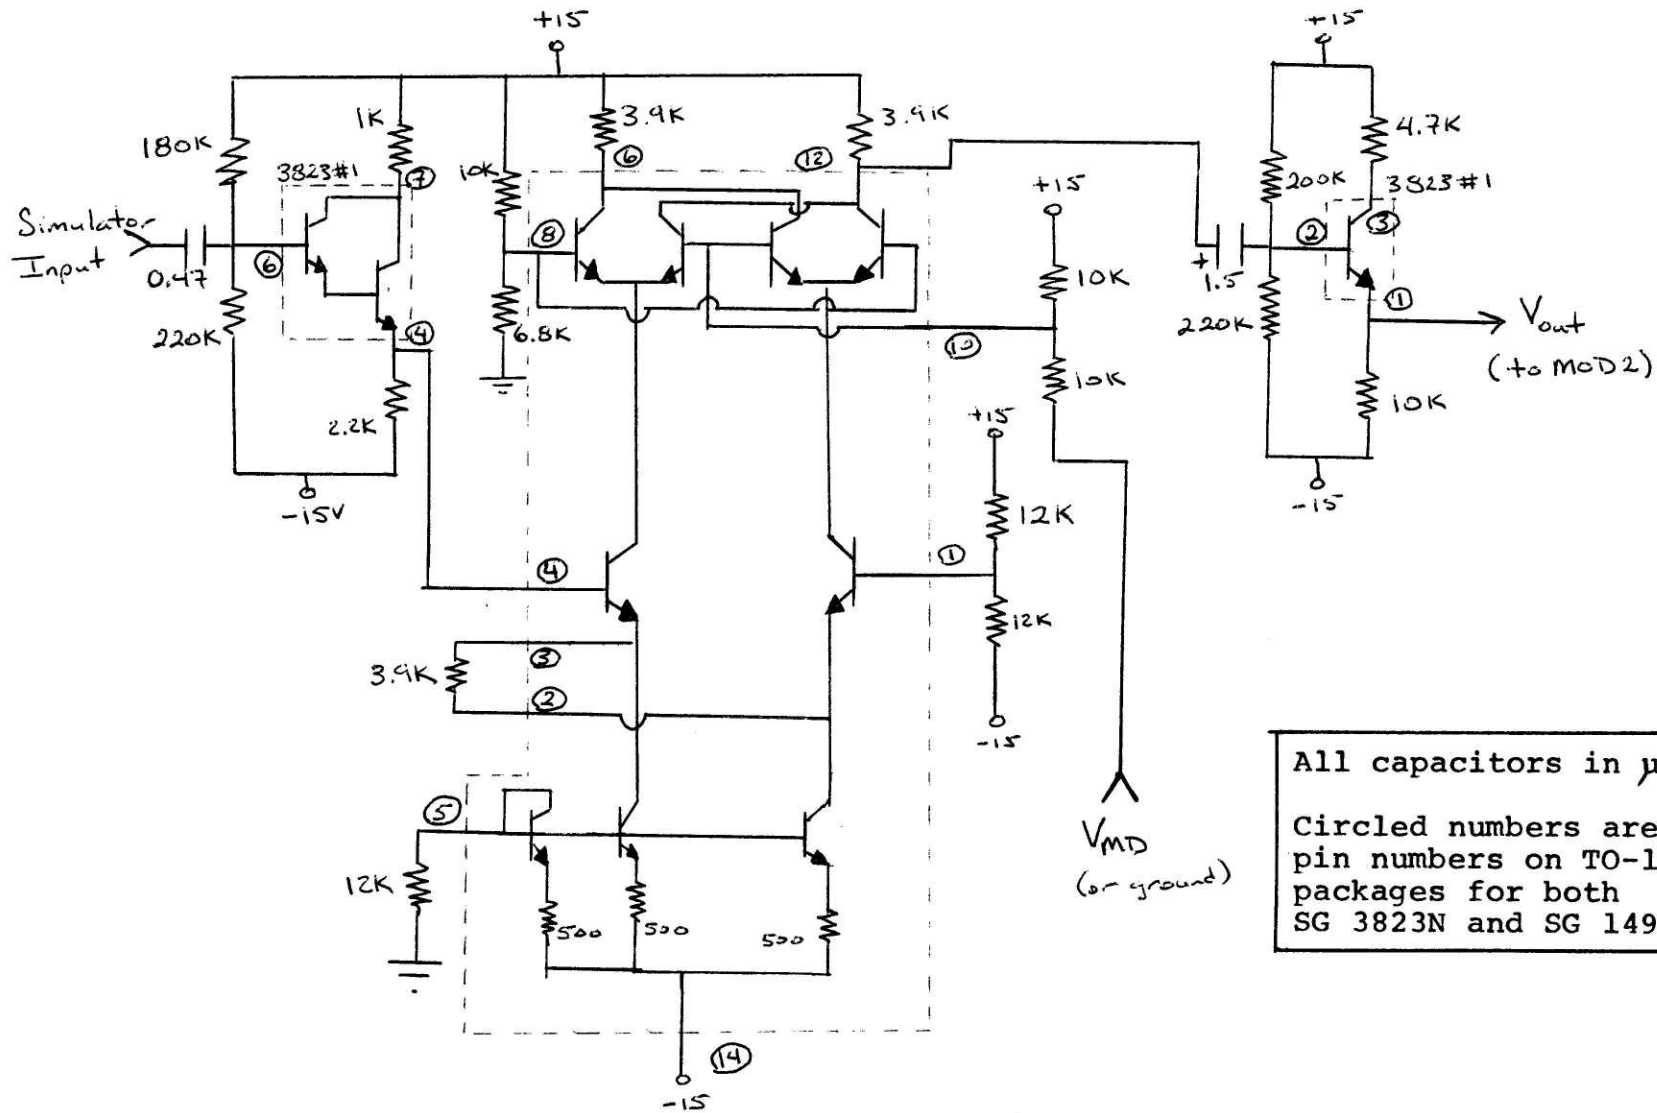 +15
+15
180K
1K
3.9K
3.9K
4.7K
3823#1
7
10K
6
12
+15
200K
3823#1
Simulator
Input
0.47
6
8
10K
+
1.5
2
3
1
220K
4
6.8K
10
220K
Vout
(to MOD2)
2.2K
10K
+15
10K
-15V
12K
-15
4
1
12K
3
3.9K
2
-15
5
VMD
(or ground)
12K
500
500
500
14
-15
All capacitors in μ
Circled numbers are
pin numbers on TO-1
packages for both
SG 3823N and SG 149